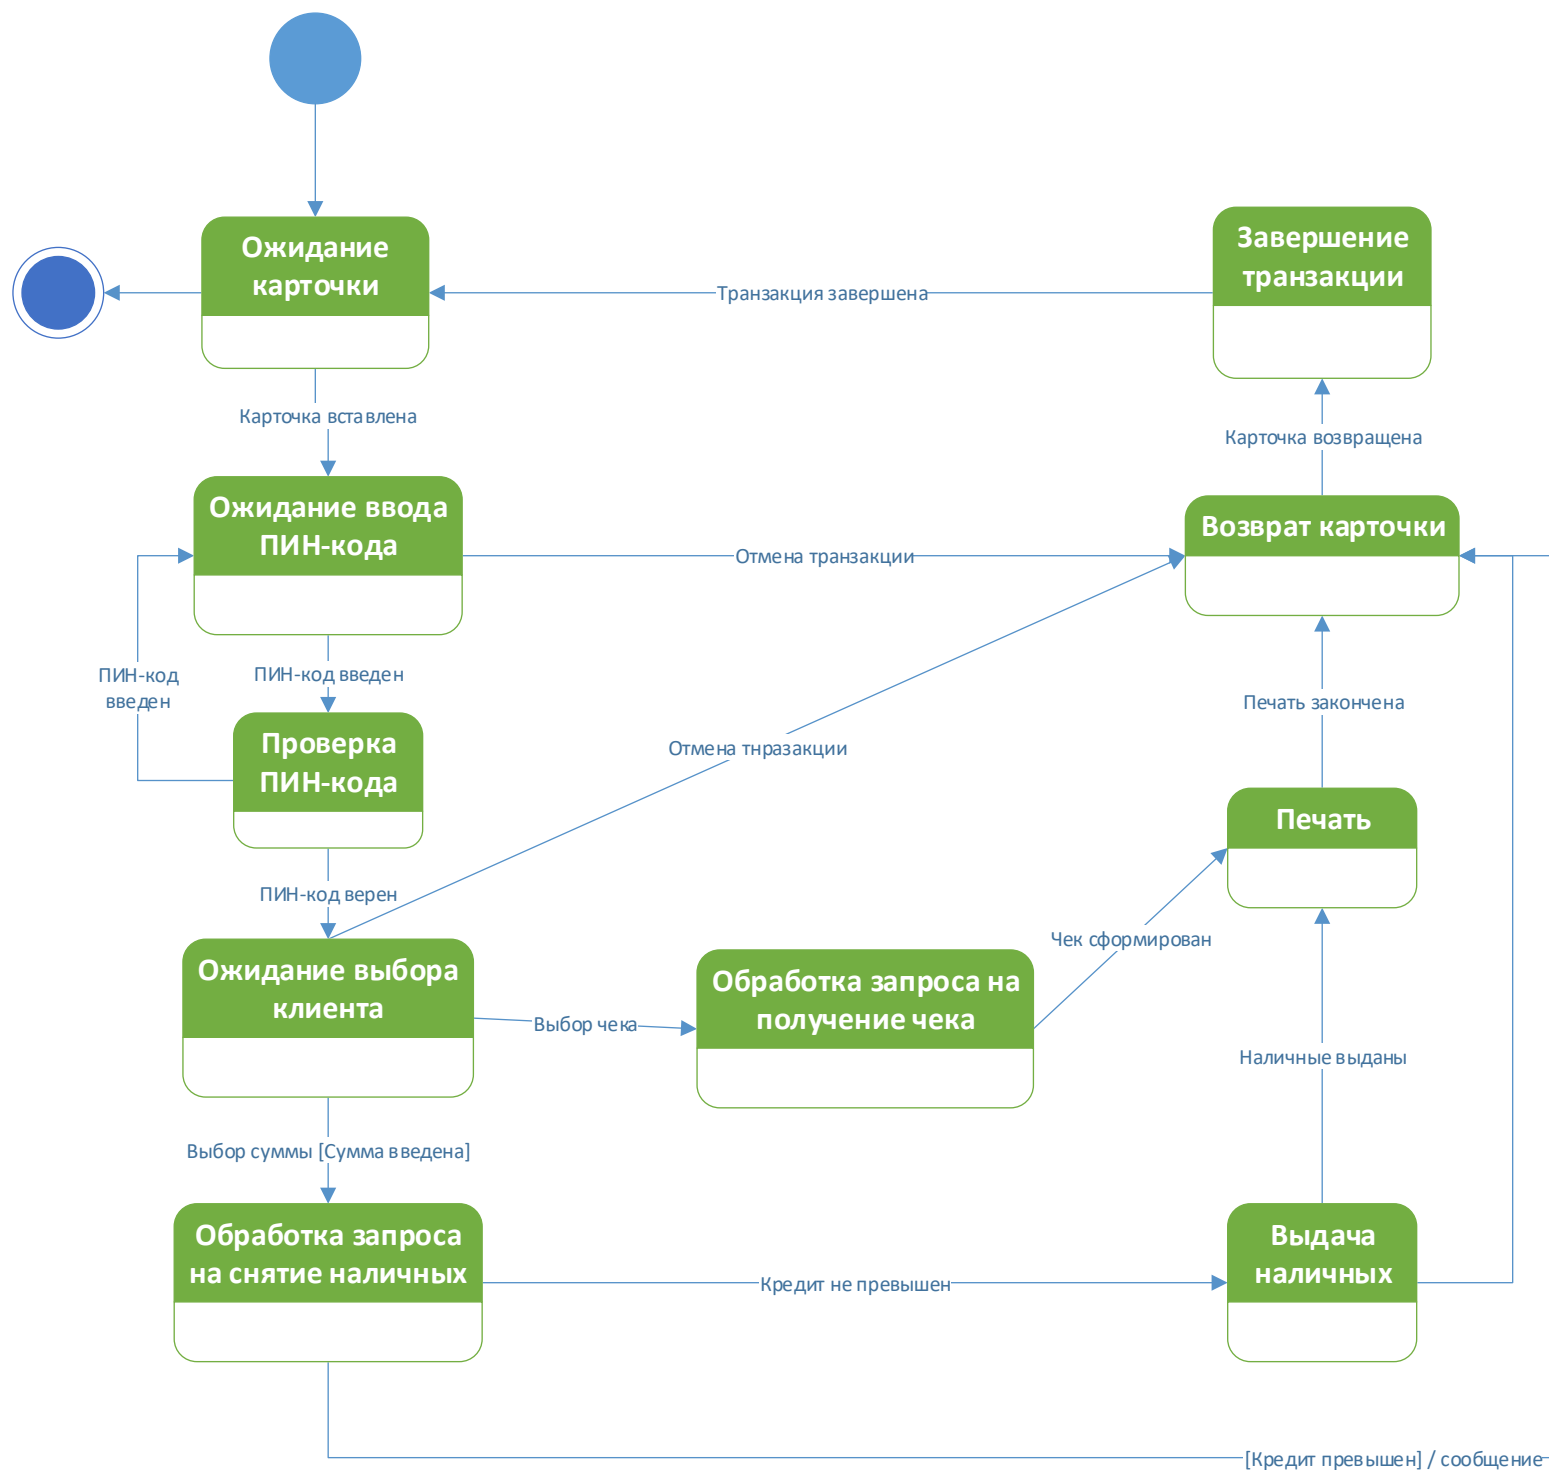 Ожидание
карточки
Завершение
транзакции
Транзакция завершена
Карточка вставлена
Карточка возвращена
Ожидание ввода
ПИН-кода
Возврат карточки
Отмена транзакции
ПИН-код
введен
ПИН-код введен
Печать закончена
Проверка
ПИН-кода
Отмена тнразакции
Печать
ПИН-код верен
Чек сформирован
Ожидание выбора
клиента
Обработка запроса на
получение чека
Выбор чека
Наличные выданы
Выбор суммы [Сумма введена]
Обработка запроса
на снятие наличных
Выдача
наличных
Кредит не превышен
[Кредит превышен] / сообщение